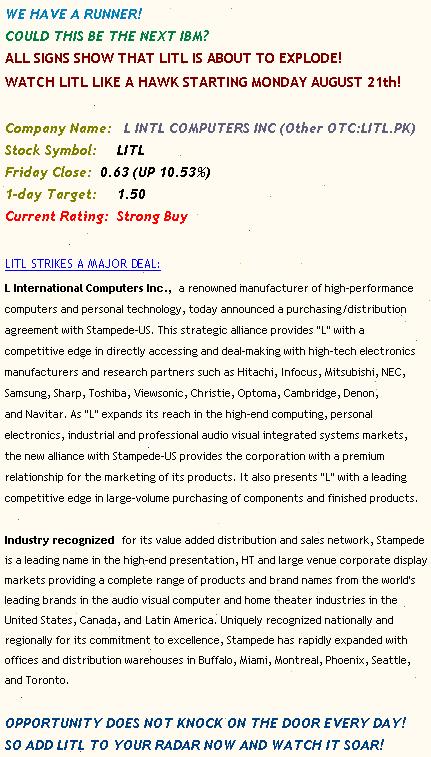 WE HAVE A RUNNER!
COULD THIS BE THE NEXT IBM?
ALL SIGNS SHOW THAT LITL IS ABOUT TO EXPLODE!
WATCH LITL LIKE A HAWK STARTING MONDAY AUGUST 21th!
Company Name: L INTL COMPUTERS INC (Other OTC:LITL.PK)
Stock Symbol: LITL
Friday Close: 0.63 (UP 10.53%)
1-day Target: 1.50
Current Rating: Strong Buy
LITL STRIKES A MAJOR DEAL:
L International Computers Inc., a renowned manufacturer of high-performance
computers and personal technology, today announced a purchasing/distribution
agreement with Stampede-US. This strategic alliance provides "L" with a
competitive edge in directly accessing and deal-making with high-tech electronics
manufacturers and research partners such as Hitachi, Infocus, Mitsubishi, NEC,
Samsung, Sharp, Toshiba, Viewsonic, Christie, Optoma, Cambridge, Denon,
and Navitar. As "L" expands its reach in the high-end computing, personal
electronics, industrial and professional audio visual integrated systems markets,
the new alliance with Stampede-US provides the corporation with a premium
relationship for the marketing of its products. It also presents "L" with a leading
competitive edge in large-volume purchasing of components and finished products.
Industry recognized for its value added distribution and sales network, Stampede
is a leading name in the high-end presentation, HT and large venue corporate display
markets providing a complete range of products and brand names from the world's
leading brands in the audio visual computer and home theater industries in the
United States, Canada, and Latin America. Uniquely recognized nationally and
regionally for its commitment to excellence, Stampede has rapidly expanded with
offices and distribution warehouses in Buffalo, Miami, Montreal, Phoenix, Seattle,
and Toronto.
OPPORTUNITY DOES NOT KNOCK ON THE DOOR EVERY DAY!
SO ADD LITL TO YOUR RADAR NOW AND WATCH IT SOAR!